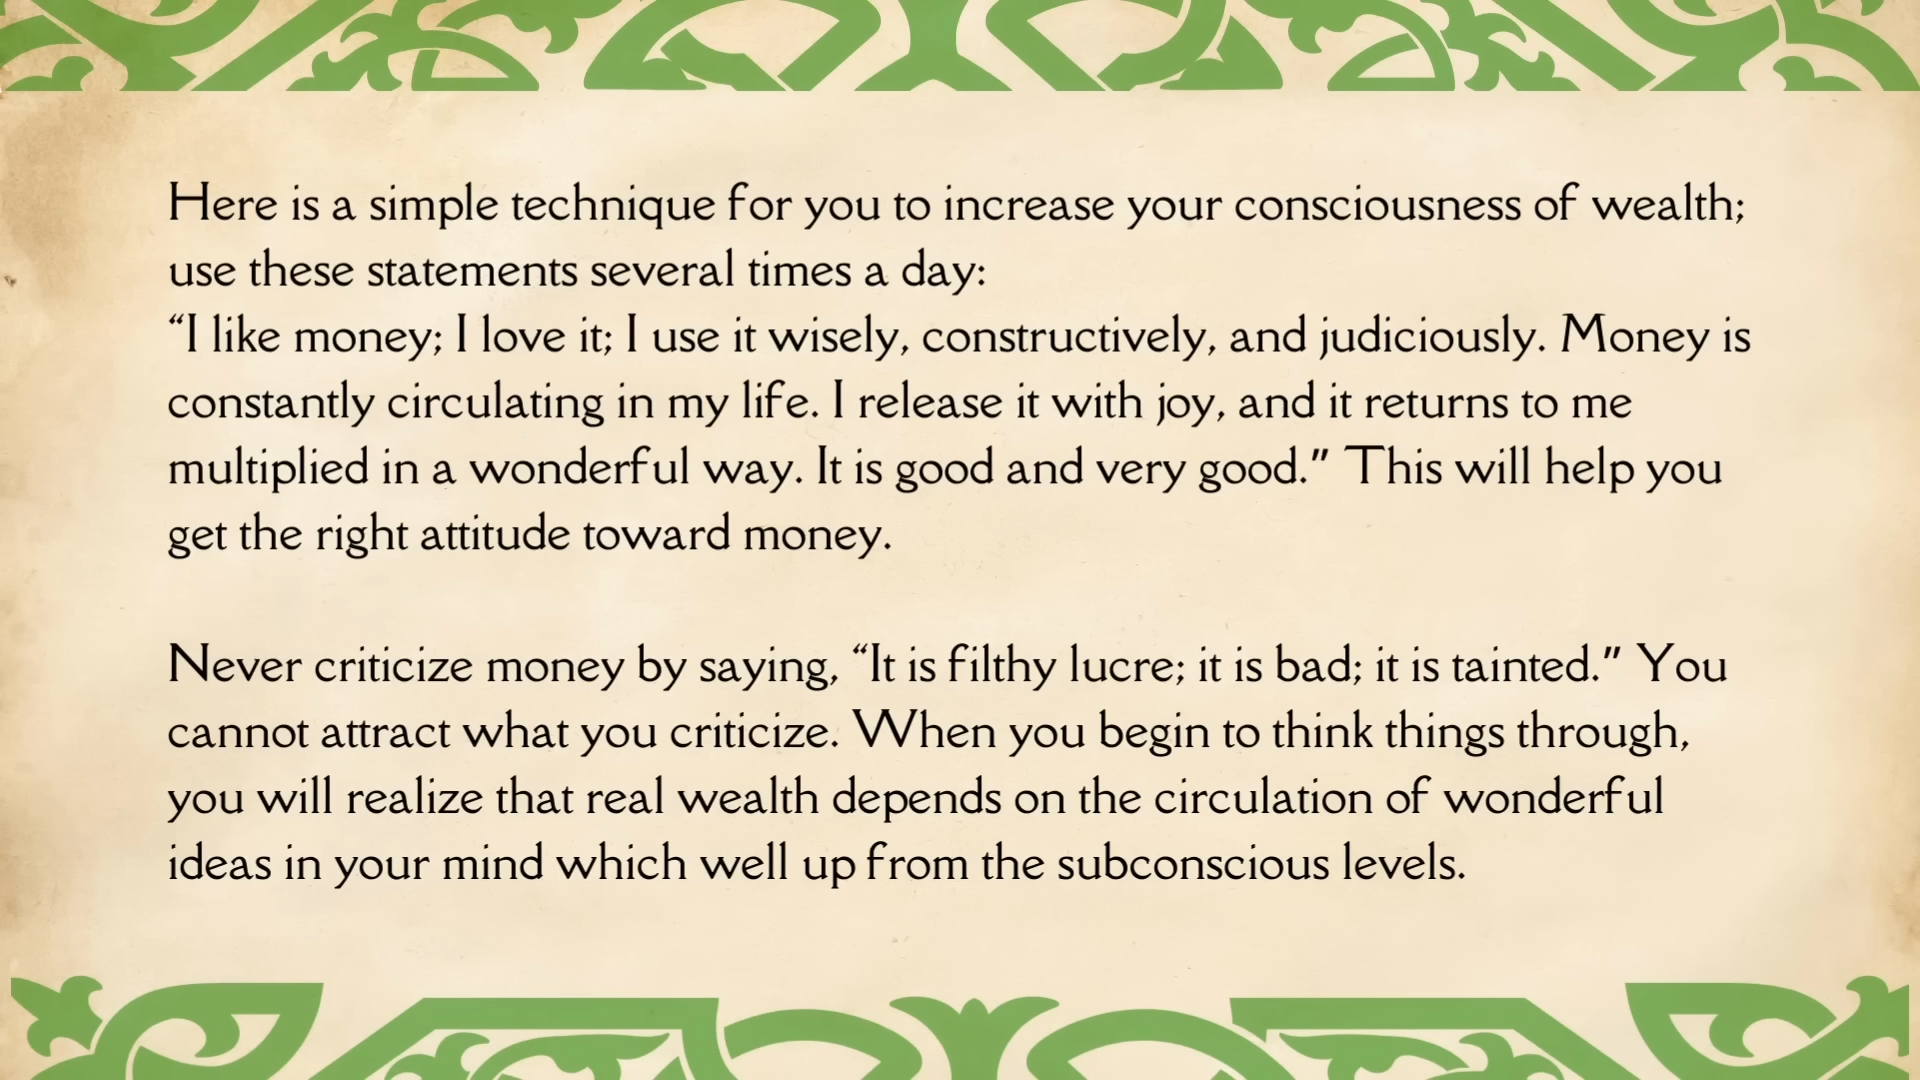 Here is a simple technique for you to increase your consciousness of wealth;
use these statements several times a day:
“I like money; I love it; I use it wisely, constructively, and judiciously. Money is
constantly circulating in my life. I release it with joy, and it returns to me
multiplied in a wonderful way. It is good and very good.” This will help you
get the right attitude toward money.
Never criticize money by saying, “It is filthy lucre; it is bad; it is tainted.” You
cannot attract what you criticize. When you begin to think things through,
you will realize that real wealth depends on the circulation of wonderful
ideas in your mind which well up from the subconscious levels.